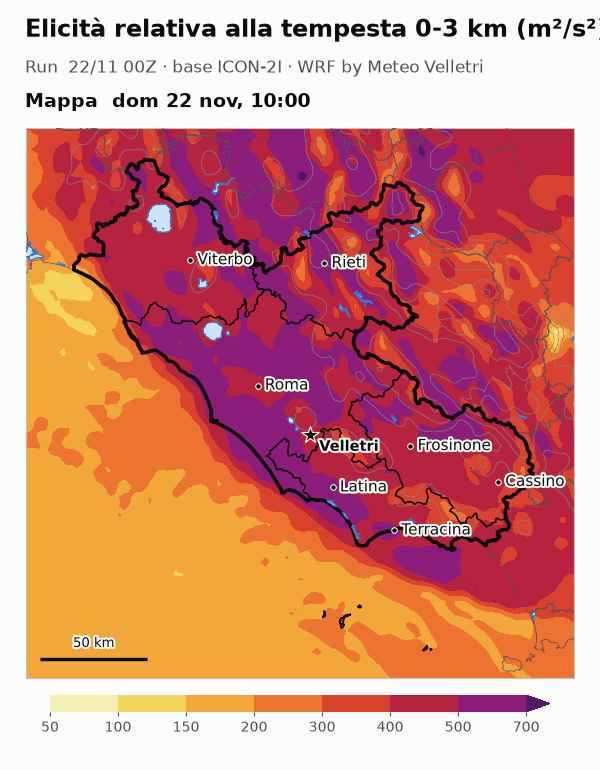 Elicità relativa alla tempesta 0-3 km (m²/s²)
Run 22/11 00Z · base ICON-2I · WRF by Meteo Velletri
Mappa dom 22 nov, 10:00
Viterbo
Rieti
Roma
Velletri
Frosinone
Latina
Cassino
Terracina
50 km
50 100 150 200 300 400 500 700